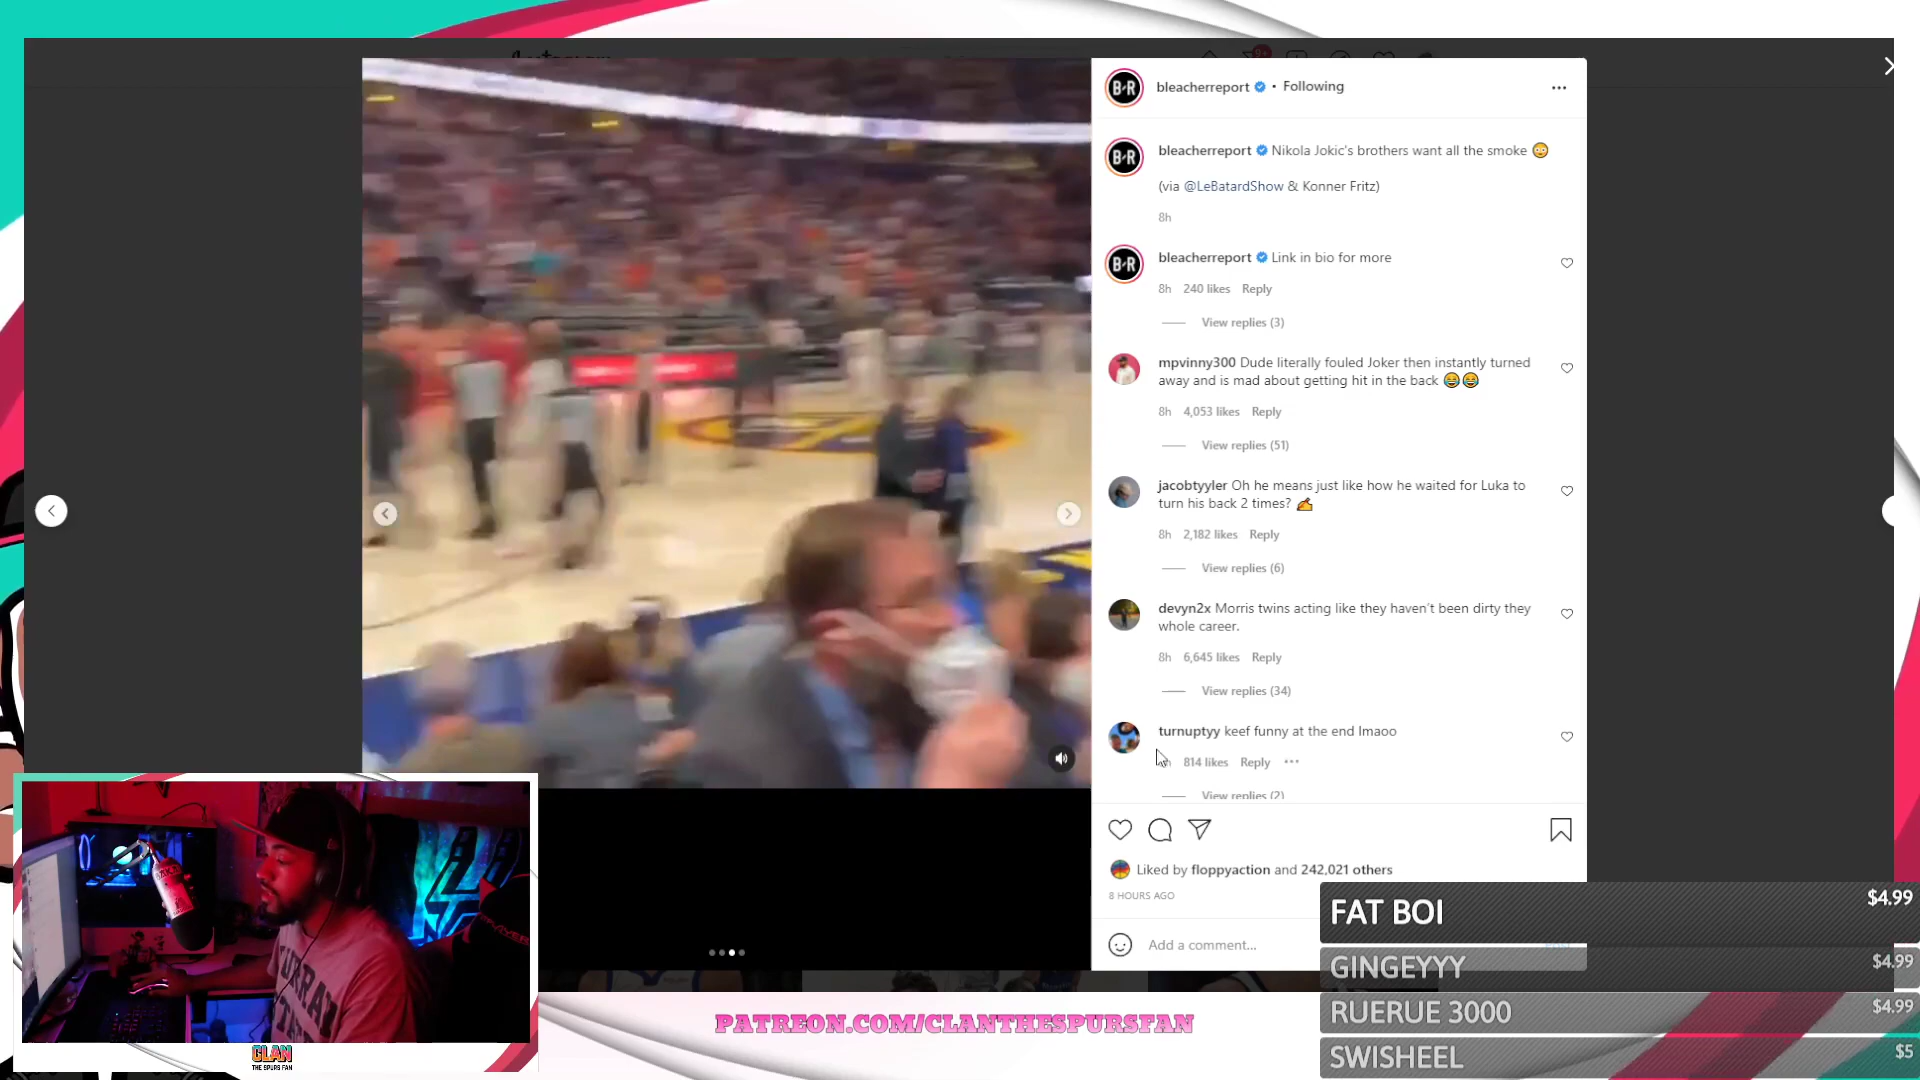 Instagram
9+
B R
bleacherreport • Following
B R
bleacherreport Nikola Jokic's brothers want all the smoke 😳
(via @LeBatardShow & Konner Fritz)
8h
B R
bleacherreport Link in bio for more
8h 240 likes Reply
View replies (3)
mpvinny300 Dude literally fouled Joker then instantly turned
away and is mad about getting hit in the back 😂😂
8h 4,053 likes Reply
View replies (51)
jacobtyyler Oh he means just like how he waited for Luka to
turn his back 2 times? ✍️
8h 2,182 likes Reply
View replies (6)
devyn2x Morris twins acting like they haven't been dirty they
whole career.
8h 6,645 likes Reply
View replies (34)
turnuptyy keef funny at the end lmaoo
814 likes Reply
View replies (2)
Liked by floppyaction and 242,021 others
8 HOURS AGO
Add a comment...
FAT BOI $4.99
GINGEYYY $4.99
RUERUE 3000 $4.99
SWISHEEL $5
PATREON.COM/CLANTHESPURSFAN
CLAN
THE SPURS FAN